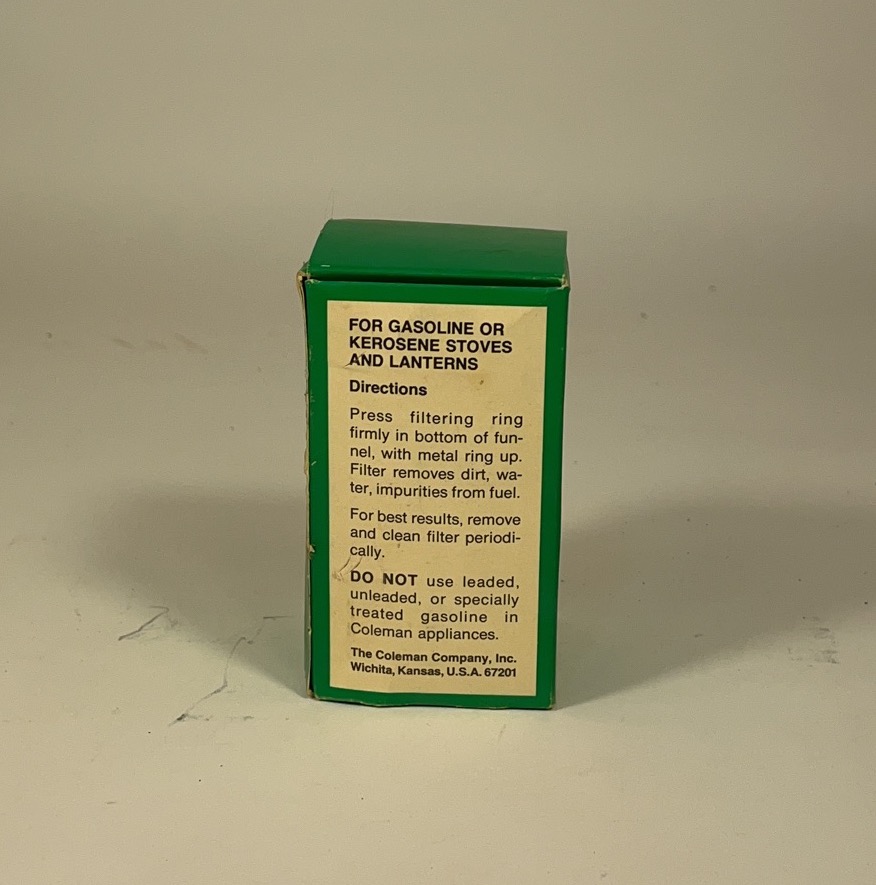 FOR GASOLINE OR
KEROSENE STOVES
AND LANTERNS
Directions
Press filtering ring
firmly in bottom of fun-
nel, with metal ring up.
Filter removes dirt, wa-
ter, impurities from fuel.
For best results, remove
and clean filter periodi-
cally.
DO NOT use leaded,
unleaded, or specially
treated gasoline in
Coleman appliances.
The Coleman Company, Inc.
Wichita, Kansas, U.S.A. 67201